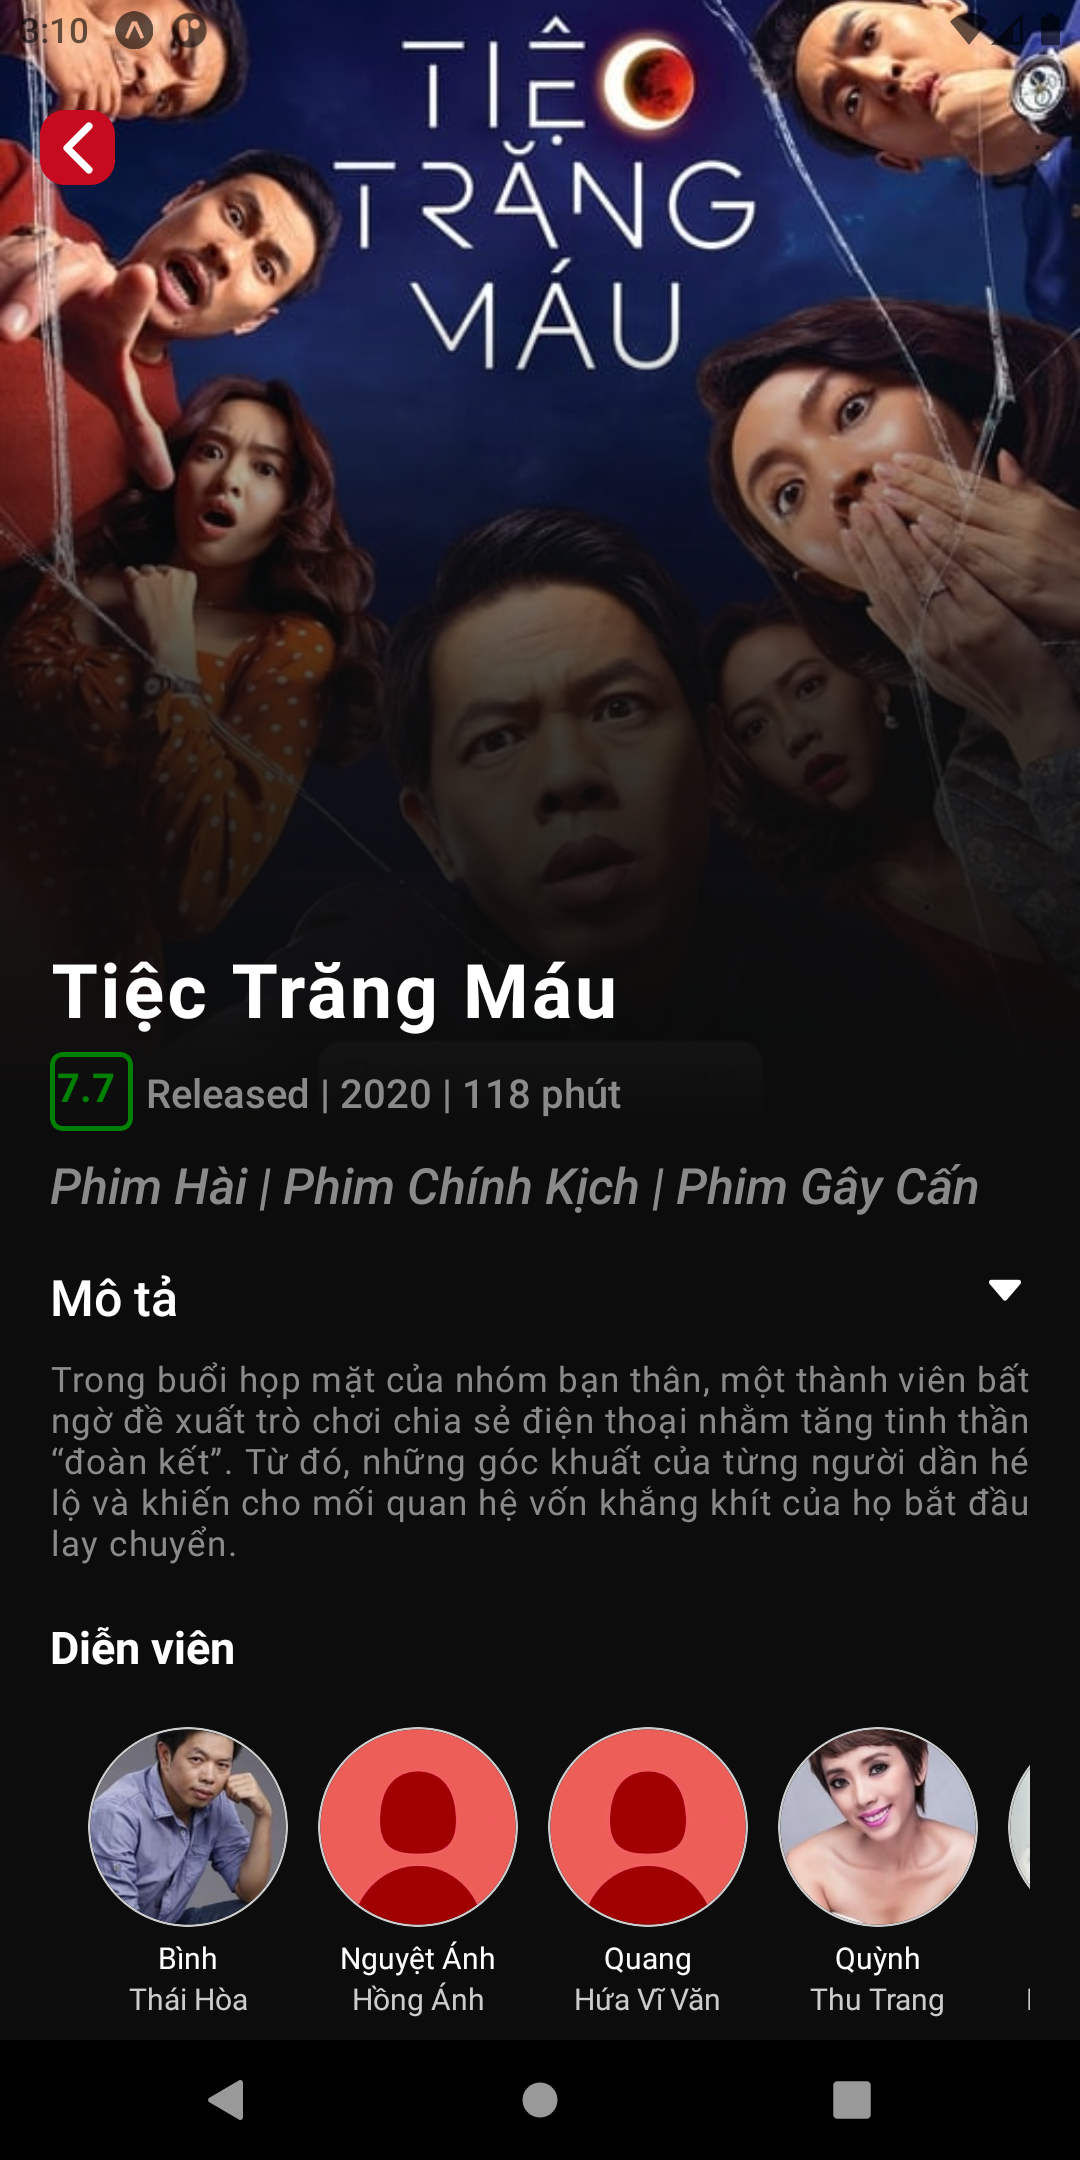 3:10
TIỆC
TRĂNG
MÁU
Tiệc Trăng Máu
7.7 Released | 2020 | 118 phút
Phim Hài | Phim Chính Kịch | Phim Gây Cấn
Mô tả
Trong buổi họp mặt của nhóm bạn thân, một thành viên bất
ngờ đề xuất trò chơi chia sẻ điện thoại nhằm tăng tinh thần
“đoàn kết”. Từ đó, những góc khuất của từng người dần hé
lộ và khiến cho mối quan hệ vốn khắng khít của họ bắt đầu
lay chuyển.
Diễn viên
Bình
Thái Hòa
Nguyệt Ánh
Hồng Ánh
Quang
Hứa Vĩ Văn
Quỳnh
Thu Trang